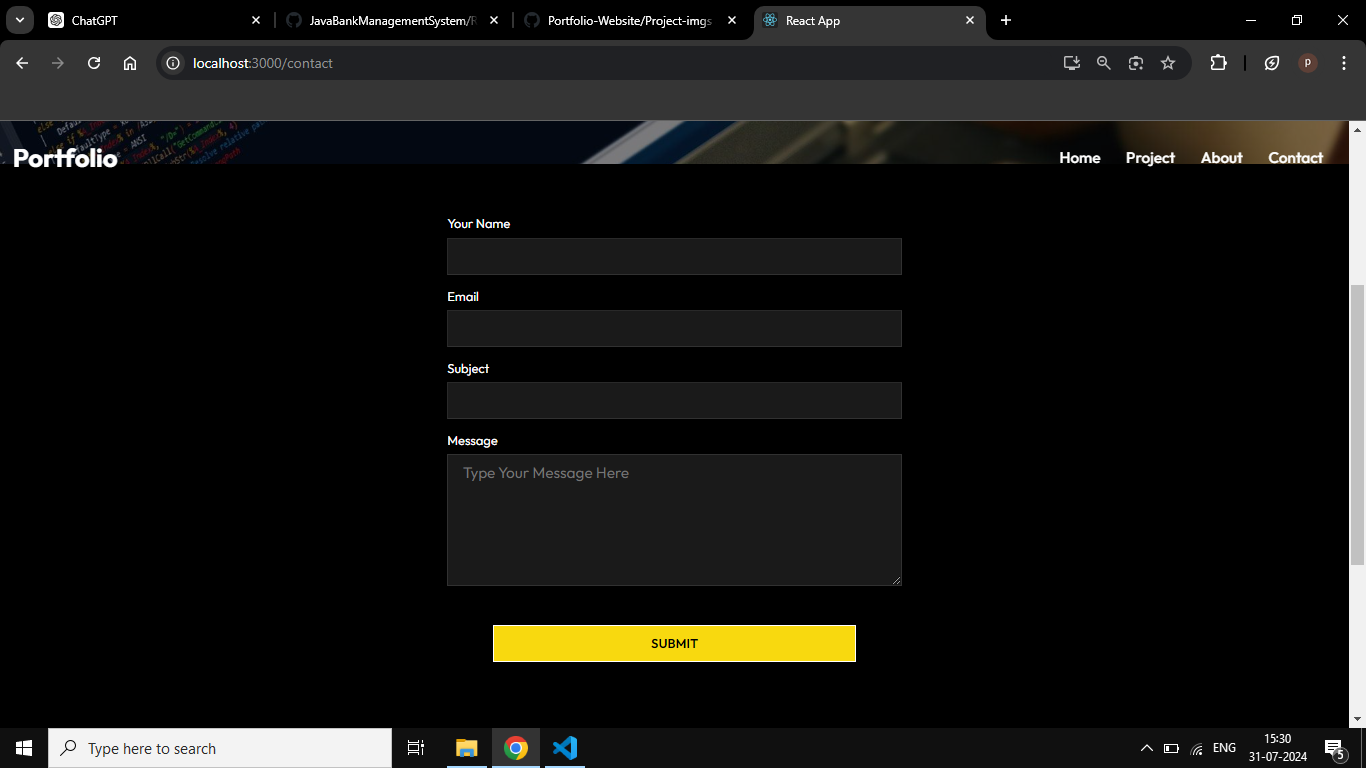 ChatGPT
JavaBankManagementSystem/R
Portfolio-Website/Project-imgs
React App
localhost:3000/contact
p
Portfolio
Home
Project
About
Contact
Your Name
Email
Subject
Message
Type Your Message Here
SUBMIT
Type here to search
ENG
15:30
31-07-2024
5